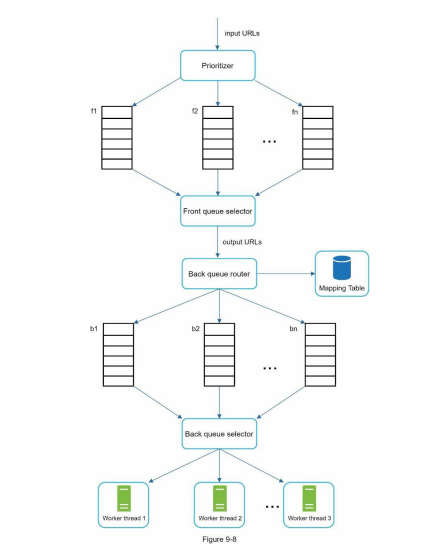 input URLs
Prioritizer
f1
f2
fn
...
Front queue selector
output URLs
Back queue router
Mapping Table
b1
b2
bn
...
Back queue selector
...
Worker thread 1
Worker thread 2
Worker thread 3
Figure 9-8